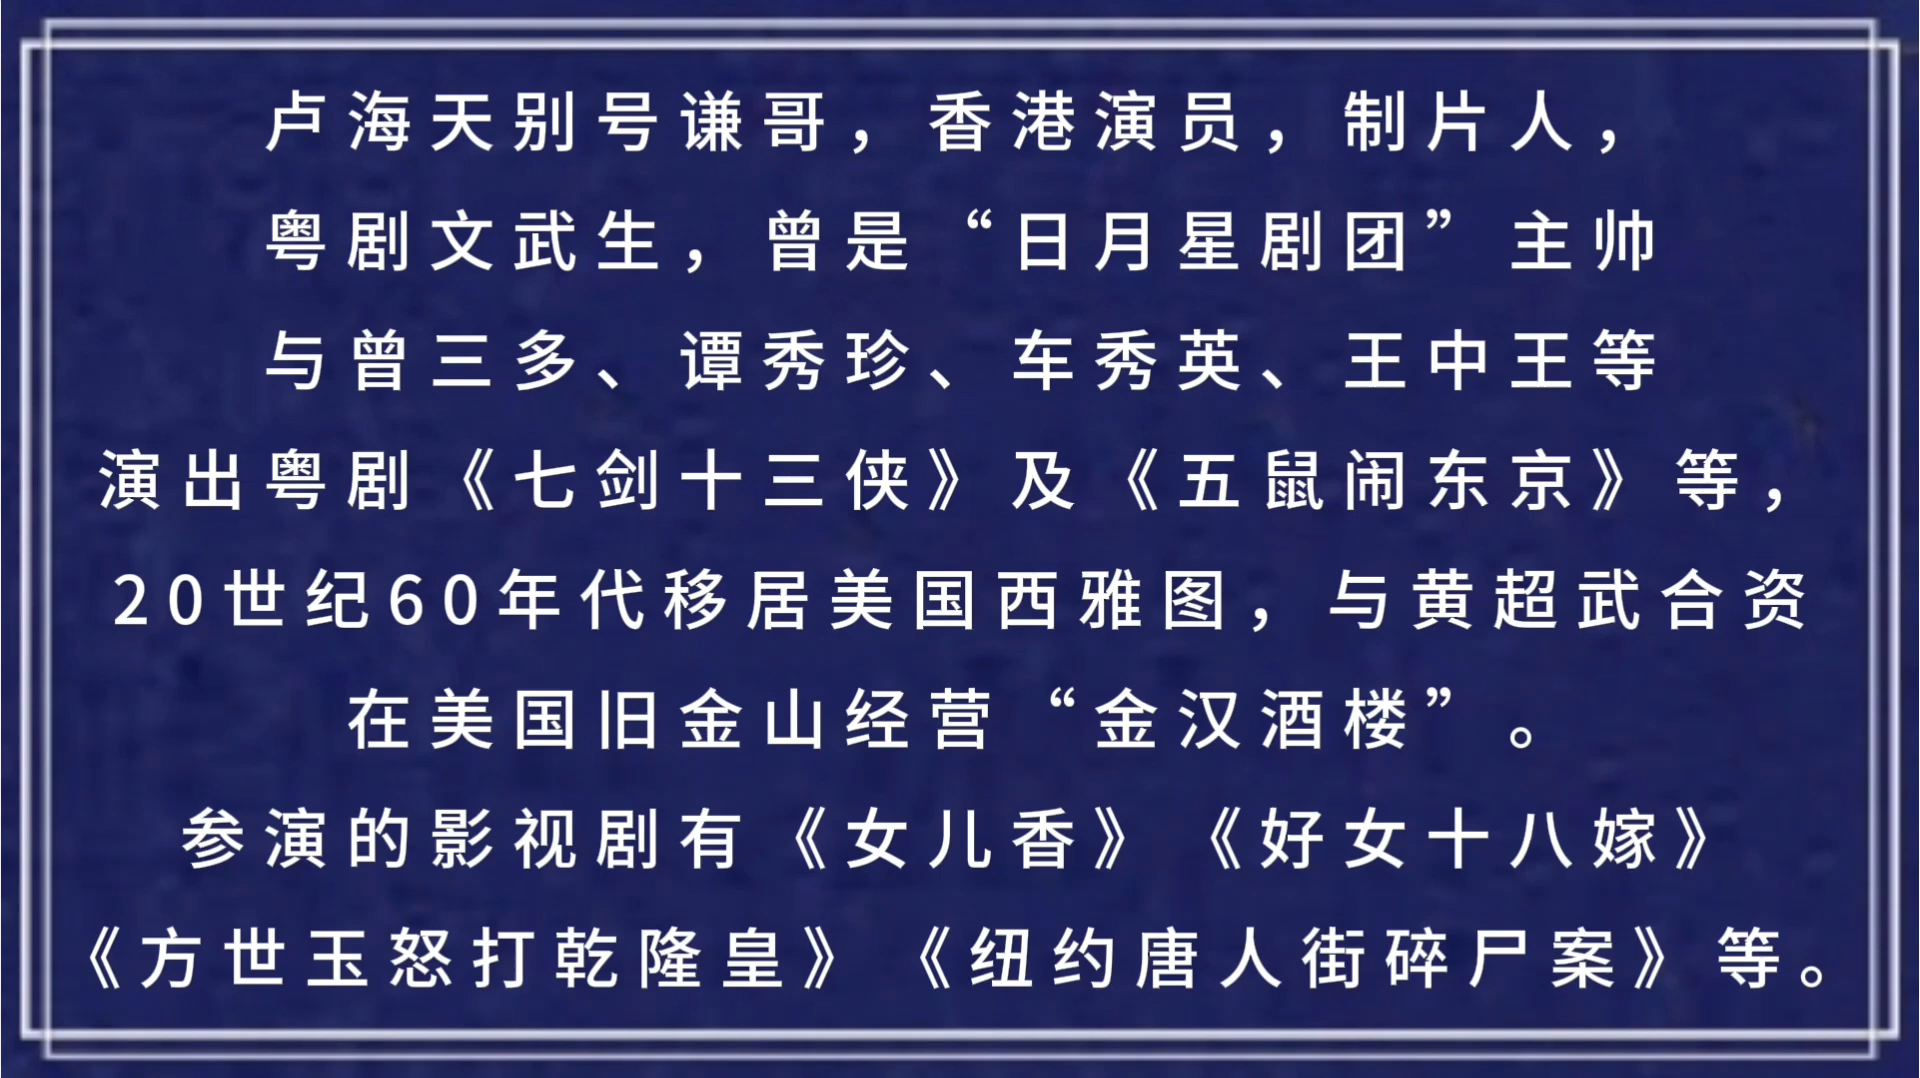 卢海天别号谦哥，香港演员，制片人，
粤剧文武生，曾是“日月星剧团”主帅
与曾三多、谭秀珍、车秀英、王中王等
演出粤剧《七剑十三侠》及《五鼠闹东京》等，
20世纪60年代移居美国西雅图，与黄超武合资
在美国旧金山经营“金汉酒楼”。
参演的影视剧有《女儿香》《好女十八嫁》
《方世玉怒打乾隆皇》《纽约唐人街碎尸案》等。